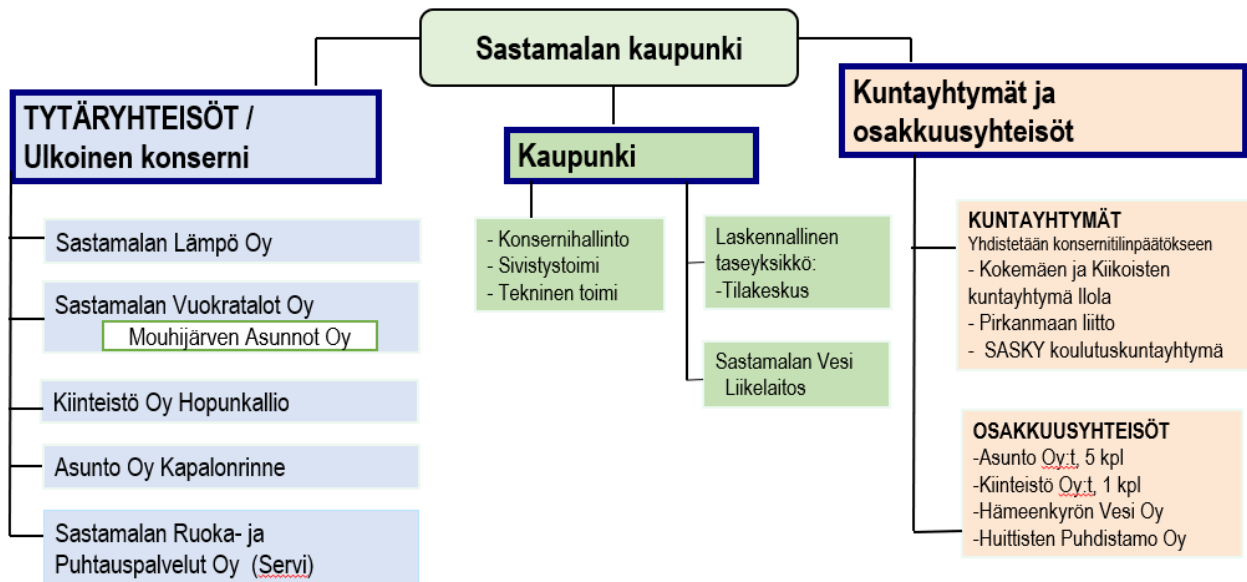 Sastamalan kaupunki
TYTÄRYHTEISÖT /
Ulkoinen konserni
Sastamalan Lämpö Oy
Sastamalan Vuokratalot Oy
Mouhijärven Asunnot Oy
Kiinteistö Oy Hopunkallio
Asunto Oy Kapalonrinne
Sastamalan Ruoka- ja
Puhtauspalvelut Oy (Servi)
Kaupunki
- Konsernihallinto
- Sivistystoimi
- Tekninen toimi
Laskennallinen
taseyksikkö:
-Tilakeskus
Sastamalan Vesi
Liikelaitos
Kuntayhtymät ja
osakkuusyhteisöt
KUNTAYHTYMÄT
Yhdistetään konsernitilinpäätökseen
- Kokemäen ja Kiikoisten
kuntayhtymä Ilola
- Pirkanmaan liitto
- SASKY koulutuskuntayhtymä
OSAKKUUSYHTEISÖT
-Asunto Oy:t, 5 kpl
-Kiinteistö Oy:t, 1 kpl
-Hämeenkyrön Vesi Oy
-Huittisten Puhdistamo Oy